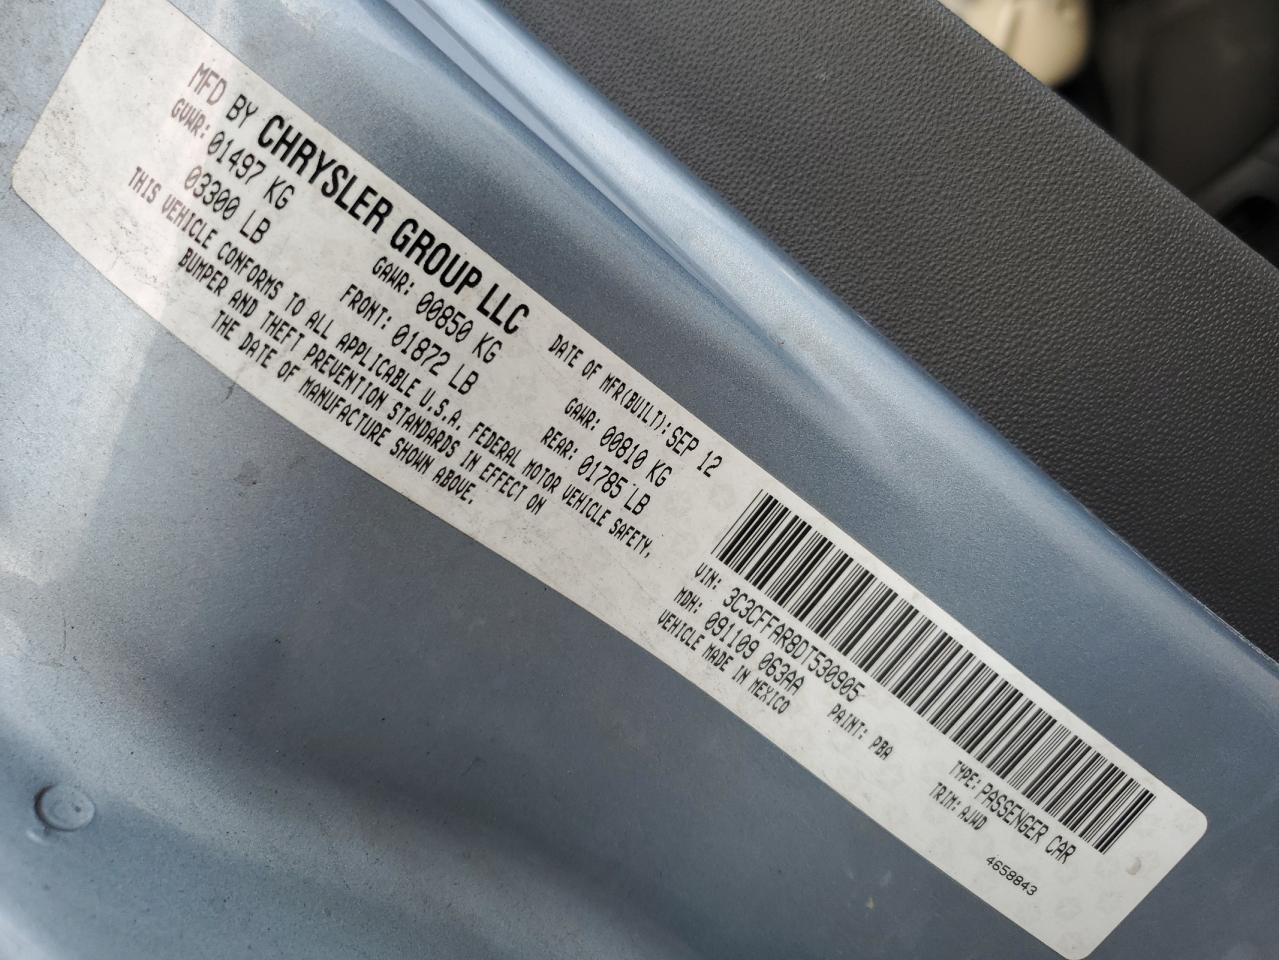 MFD BY CHRYSLER GROUP LLC
DATE OF MFR(BUILT): SEP 12
GVWR: 01497 KG
03300 LB
GAWR: 00850 KG
FRONT: 01872 LB
GAWR: 00810 KG
REAR: 01785 LB
THIS VEHICLE CONFORMS TO ALL APPLICABLE U.S.A. FEDERAL MOTOR VEHICLE SAFETY,
BUMPER AND THEFT PREVENTION STANDARDS IN EFFECT ON
THE DATE OF MANUFACTURE SHOWN ABOVE.
VIN: 3C3CFFAR8DT530905
TYPE: PASSENGER CAR
MDH: 091109 063AA
PAINT: PBA
TRIM: AJWD
VEHICLE MADE IN MEXICO
4658843